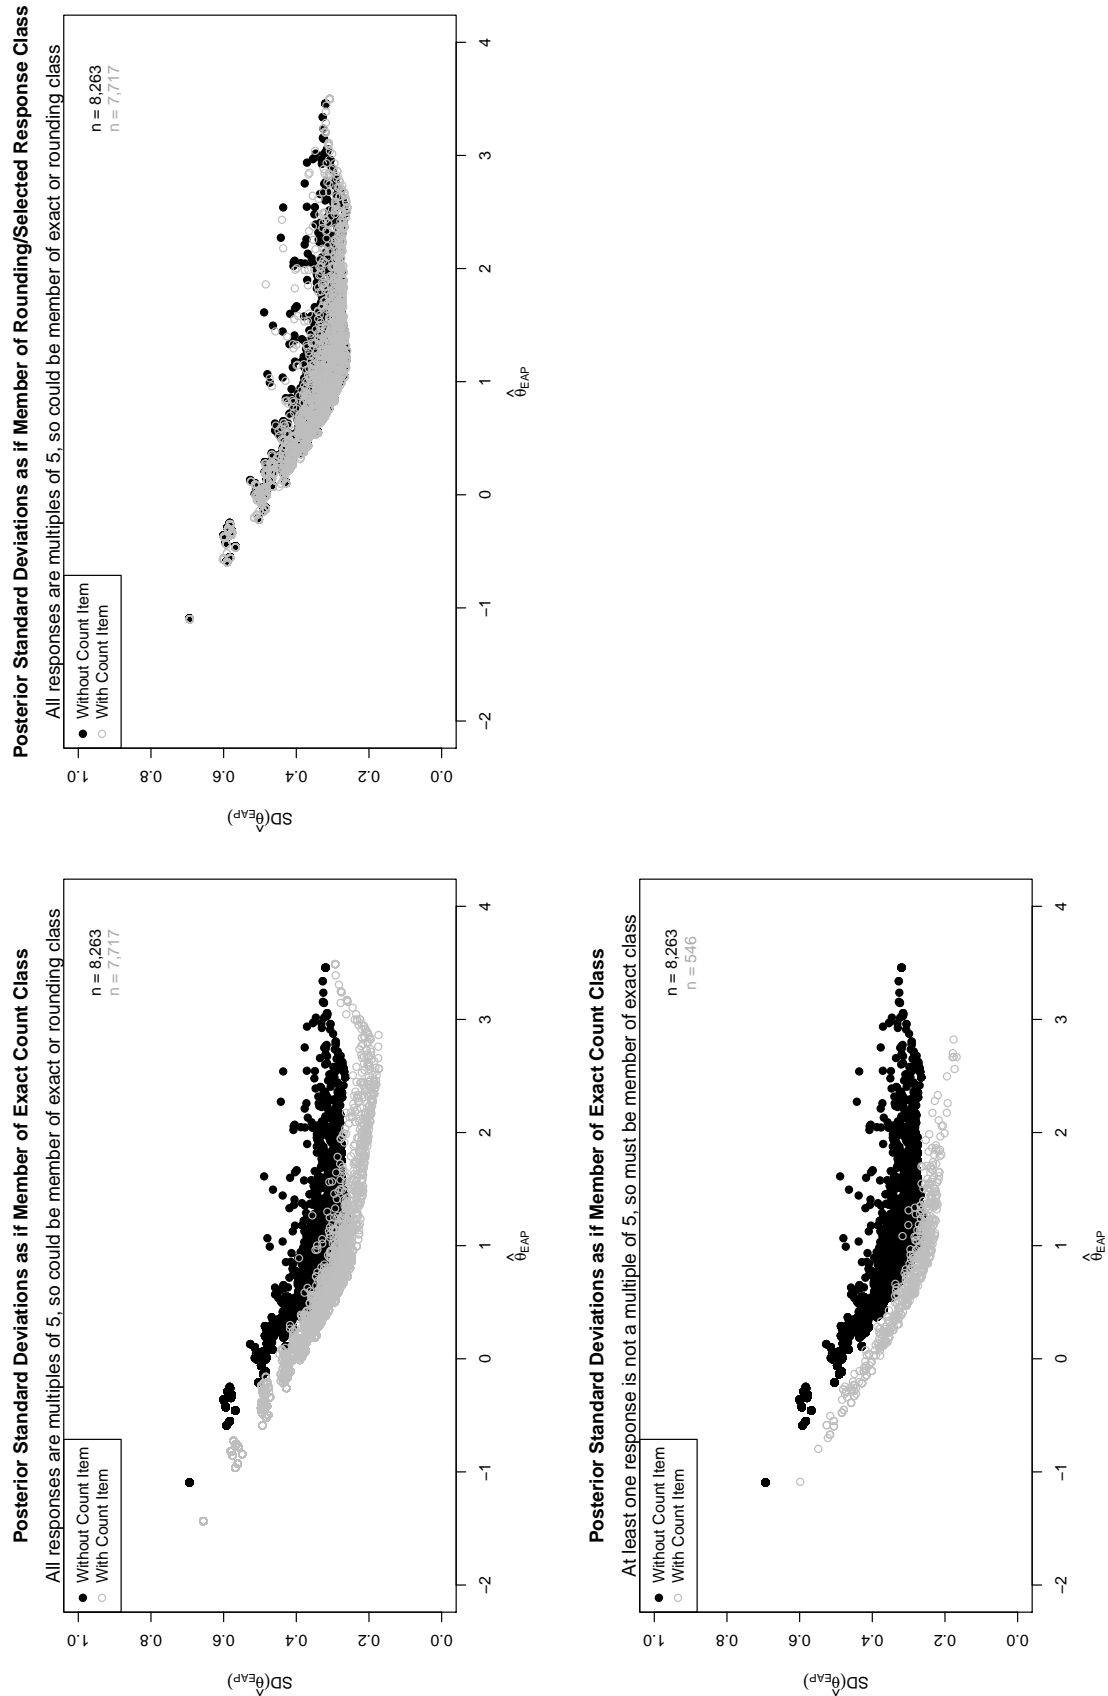 Posterior Standard Deviations as if Member of Exact Count Class
All responses are multiples of 5, so could be member of exact or rounding class
Without Count Item
With Count Item
n = 8,263
n = 7,717
SD(θ̂EAP)
0.0 0.2 0.4 0.6 0.8 1.0
−2 −1 0 1 2 3 4
θ̂EAP
Posterior Standard Deviations as if Member of Rounding/Selected Response Class
All responses are multiples of 5, so could be member of exact or rounding class
Without Count Item
With Count Item
n = 8,263
n = 7,717
SD(θ̂EAP)
0.0 0.2 0.4 0.6 0.8 1.0
−2 −1 0 1 2 3 4
θ̂EAP
Posterior Standard Deviations as if Member of Exact Count Class
At least one response is not a multiple of 5, so must be member of exact class
Without Count Item
With Count Item
n = 8,263
n = 546
SD(θ̂EAP)
0.0 0.2 0.4 0.6 0.8 1.0
−2 −1 0 1 2 3 4
θ̂EAP